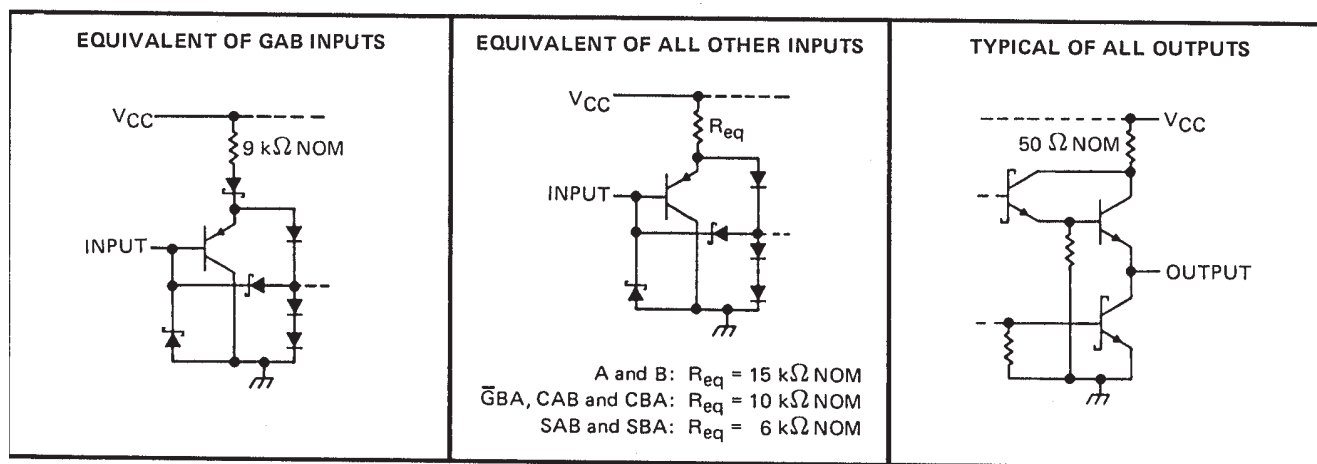 EQUIVALENT OF GAB INPUTS
VCC
9 kΩ NOM
INPUT
EQUIVALENT OF ALL OTHER INPUTS
VCC
Req
INPUT
A and B: Req = 15 kΩ NOM
G̅BA, CAB and CBA: Req = 10 kΩ NOM
SAB and SBA: Req = 6 kΩ NOM
TYPICAL OF ALL OUTPUTS
VCC
50 Ω NOM
OUTPUT